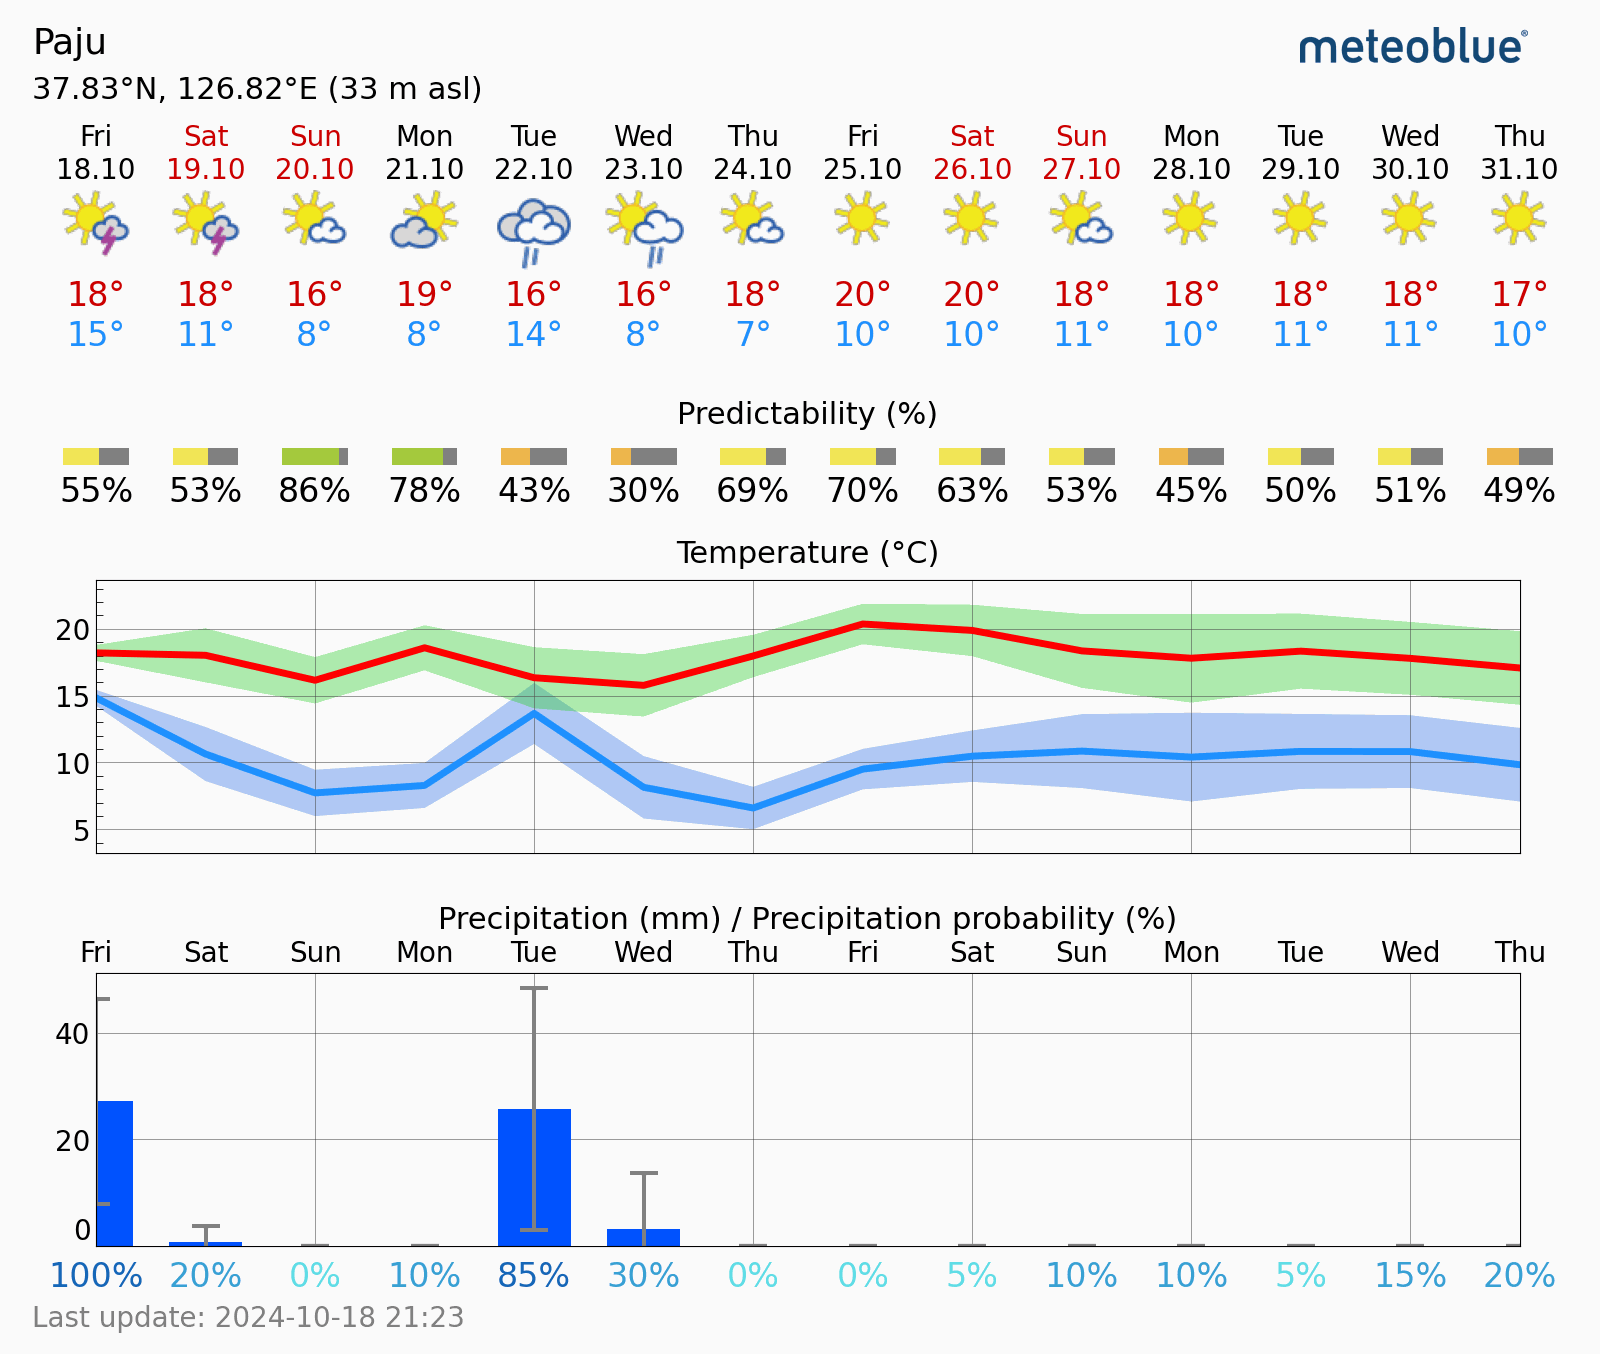 Paju
meteoblue®
37.83°N, 126.82°E (33 m asl)
Fri Sat Sun Mon Tue Wed Thu Fri Sat Sun Mon Tue Wed Thu
18.10 19.10 20.10 21.10 22.10 23.10 24.10 25.10 26.10 27.10 28.10 29.10 30.10 31.10
18° 18° 16° 19° 16° 16° 18° 20° 20° 18° 18° 18° 18° 17°
15° 11° 8° 8° 14° 8° 7° 10° 10° 11° 10° 11° 11° 10°
Predictability (%)
55% 53% 86% 78% 43% 30% 69% 70% 63% 53% 45% 50% 51% 49%
Temperature (°C)
20
15
10
5
Precipitation (mm) / Precipitation probability (%)
Fri Sat Sun Mon Tue Wed Thu Fri Sat Sun Mon Tue Wed Thu
40
20
0
100% 20% 0% 10% 85% 30% 0% 0% 5% 10% 10% 5% 15% 20%
Last update: 2024-10-18 21:23